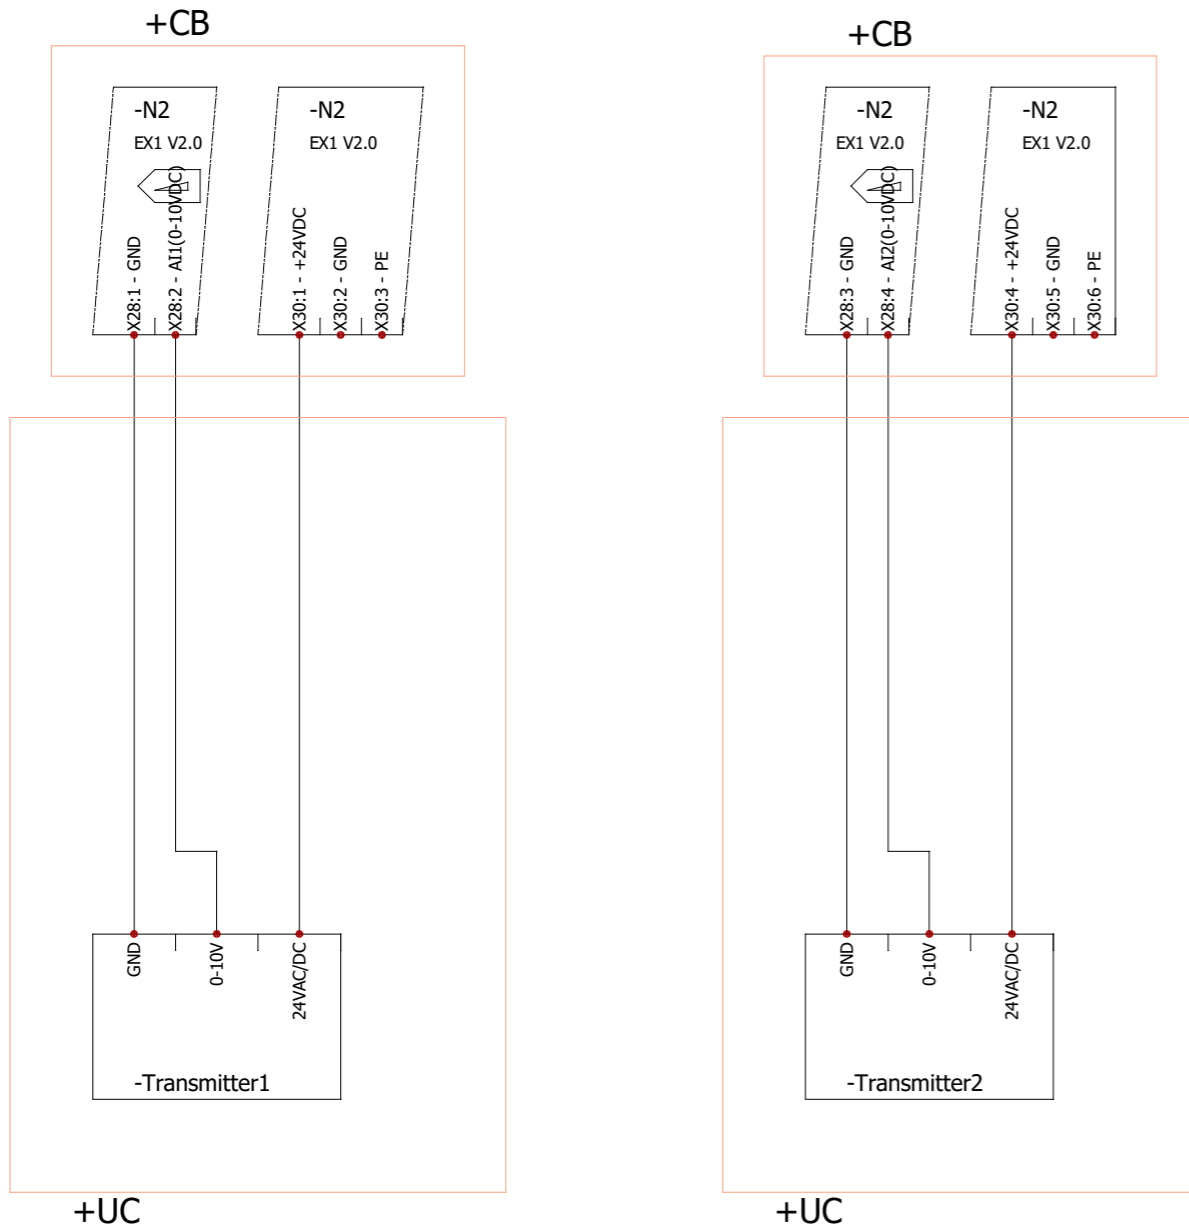 +CB
-N2
EX1 V2.0
X28:1 - GND
X28:2 - AI1(0-10VDC)
-N2
EX1 V2.0
X30:1 - +24VDC
X30:2 - GND
X30:3 - PE
GND
0-10V
24VAC/DC
-Transmitter1
+UC
+CB
-N2
EX1 V2.0
X28:3 - GND
X28:4 - AI2(0-10VDC)
-N2
EX1 V2.0
X30:4 - +24VDC
X30:5 - GND
X30:6 - PE
GND
0-10V
24VAC/DC
-Transmitter2
+UC